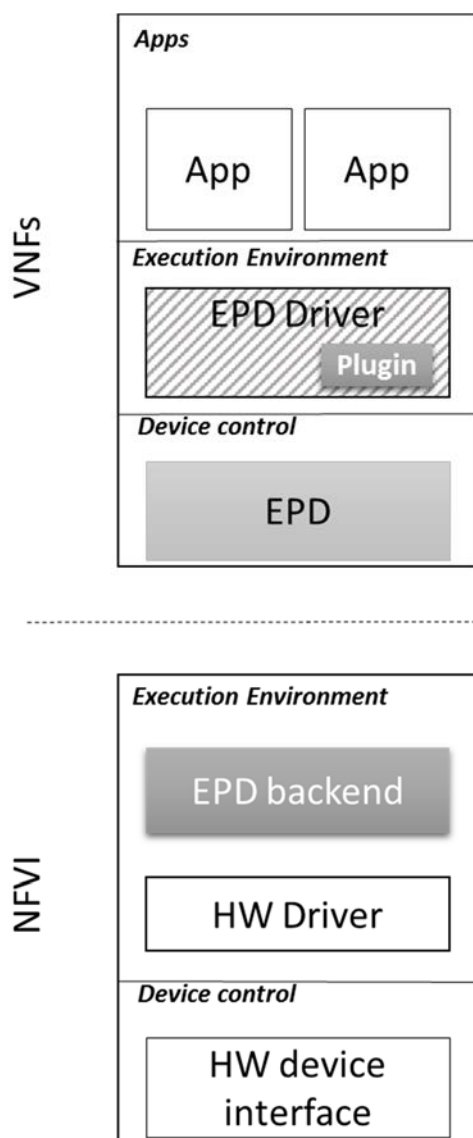 VNFs
Apps
App App
Execution Environment
EPD Driver
Plugin
Device control
EPD
NFVI
Execution Environment
EPD backend
HW Driver
Device control
HW device
interface